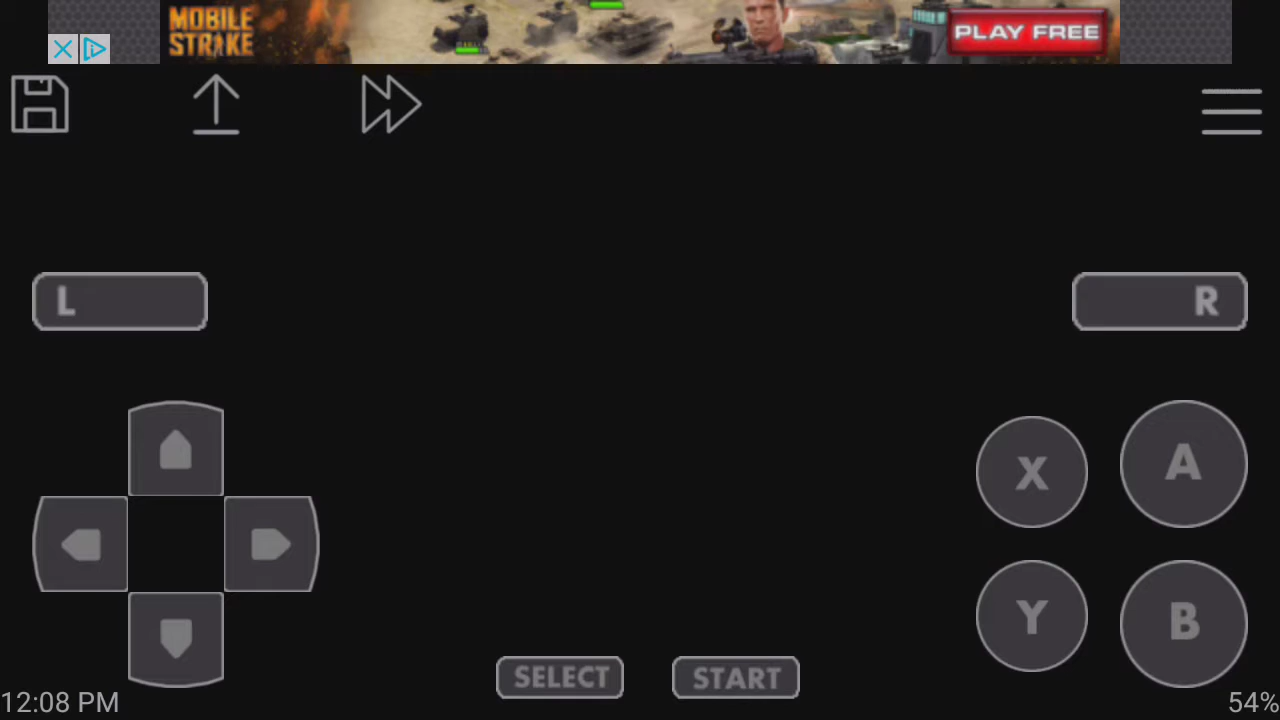 MOBILE
STRIKE
PLAY FREE
L
R
X
A
Y
B
SELECT
START
12:08 PM
54%